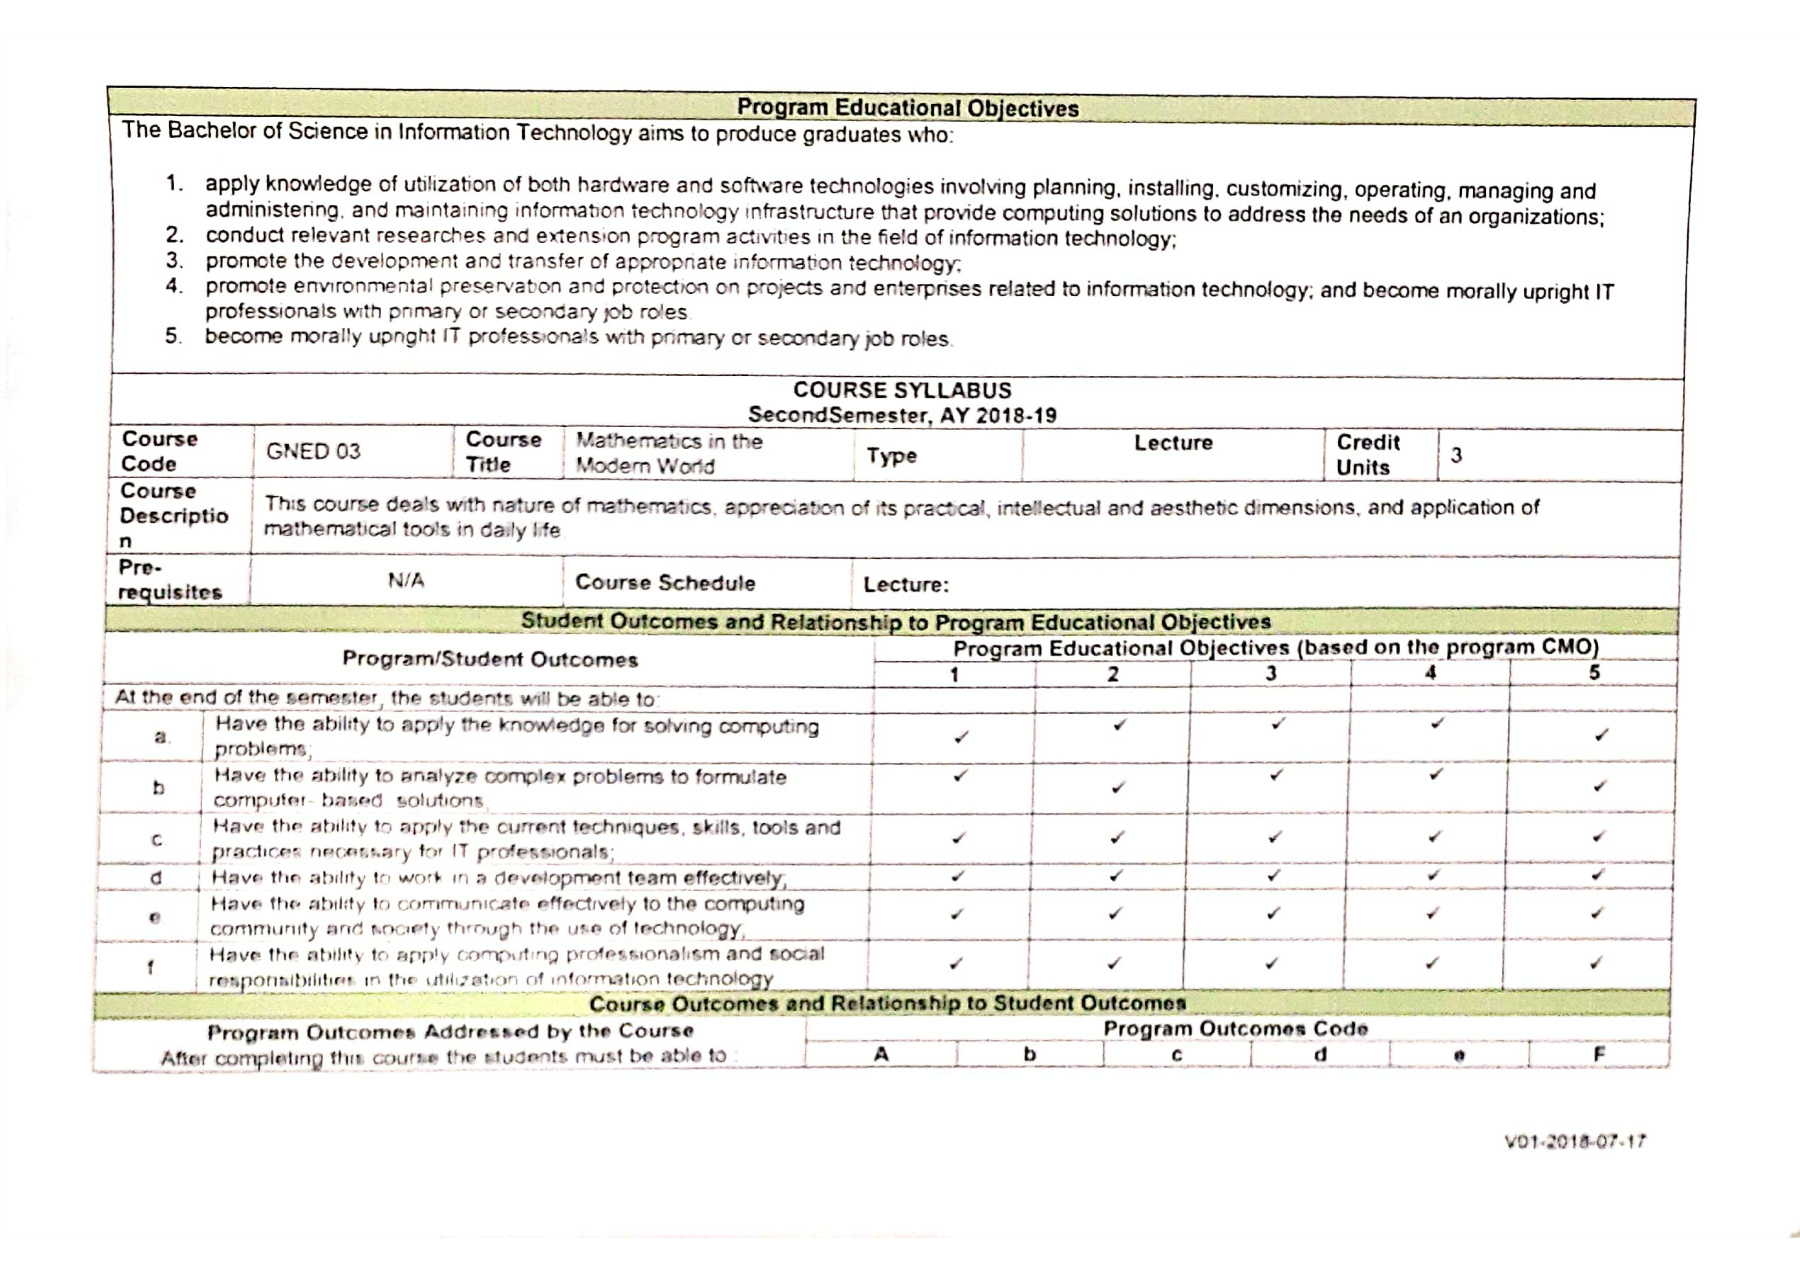 Program Educational Objectives
The Bachelor of Science in Information Technology aims to produce graduates who:
1. apply knowledge of utilization of both hardware and software technologies involving planning, installing, customizing, operating, managing and
administering, and maintaining information technology infrastructure that provide computing solutions to address the needs of an organizations;
2. conduct relevant researches and extension program activities in the field of information technology;
3. promote the development and transfer of appropriate information technology;
4. promote environmental preservation and protection on projects and enterprises related to information technology; and become morally upright IT
professionals with primary or secondary job roles.
5. become morally upright IT professionals with primary or secondary job roles.
COURSE SYLLABUS
SecondSemester, AY 2018-19
Course Code GNED 03 Course Title Mathematics in the Modern World Type Lecture Credit Units 3
Course
Descriptio
n
This course deals with nature of mathematics, appreciation of its practical, intellectual and aesthetic dimensions, and application of
mathematical tools in daily life
Pre-
requisites
N/A Course Schedule Lecture:
Student Outcomes and Relationship to Program Educational Objectives
Program/Student Outcomes
Program Educational Objectives (based on the program CMO)
1 2 3 4 5
At the end of the semester, the students will be able to:
a. Have the ability to apply the knowledge for solving computing
problems; ✓ ✓ ✓ ✓ ✓
b Have the ability to analyze complex problems to formulate
computer- based solutions, ✓ ✓ ✓ ✓ ✓
c Have the ability to apply the current techniques, skills, tools and
practices necessary for IT professionals; ✓ ✓ ✓ ✓ ✓
d Have the ability to work in a development team effectively; ✓ ✓ ✓ ✓ ✓
e Have the ability to communicate effectively to the computing
community and society through the use of technology, ✓ ✓ ✓ ✓ ✓
f Have the ability to apply computing professionalism and social
responsibilities in the utilization of information technology ✓ ✓ ✓ ✓ ✓
Course Outcomes and Relationship to Student Outcomes
Program Outcomes Addressed by the Course
After completing this course the students must be able to :
Program Outcomes Code
A b c d e F
V01-2018-07-17